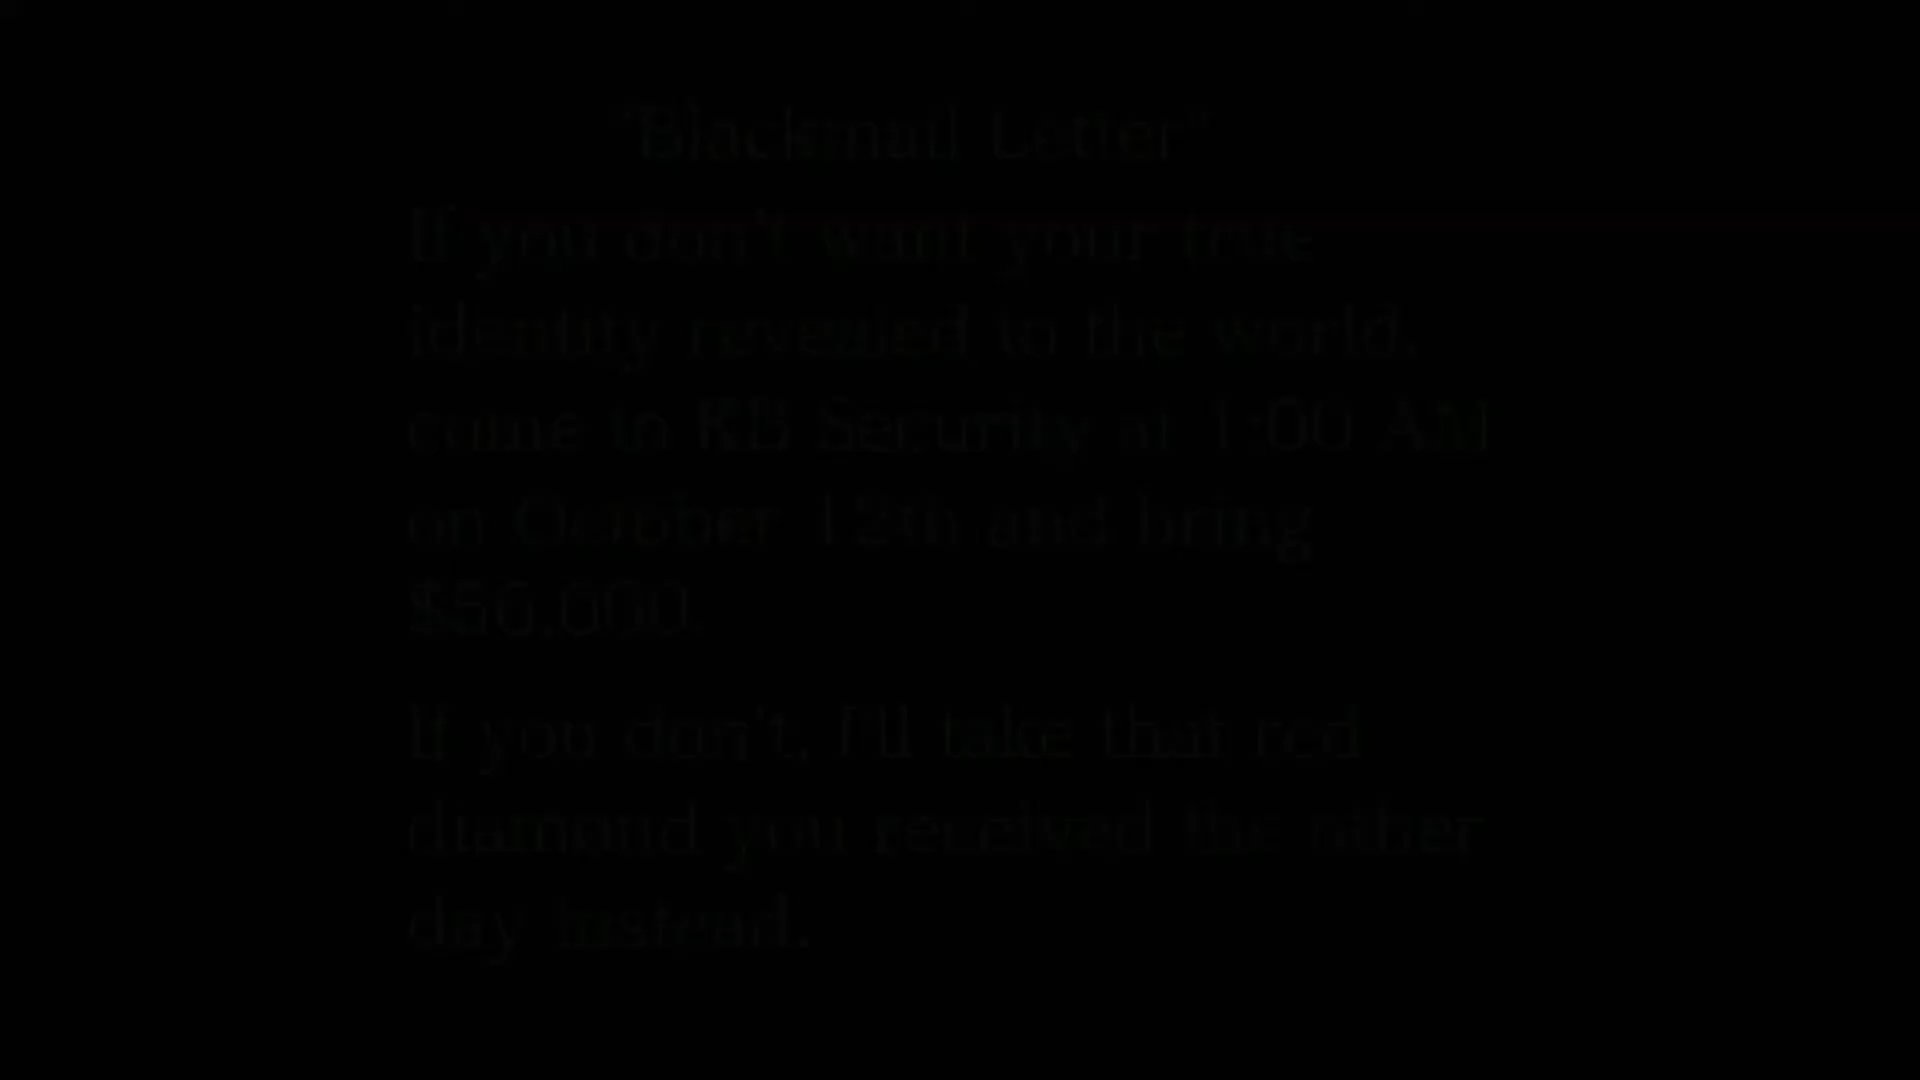 "Blackmail Letter"
If you don't want your true
identity revealed to the world,
come to KB Security at 1:00 AM
on October 12th and bring
$50,000.
If you don't, I'll take that red
diamond you received the other
day instead.